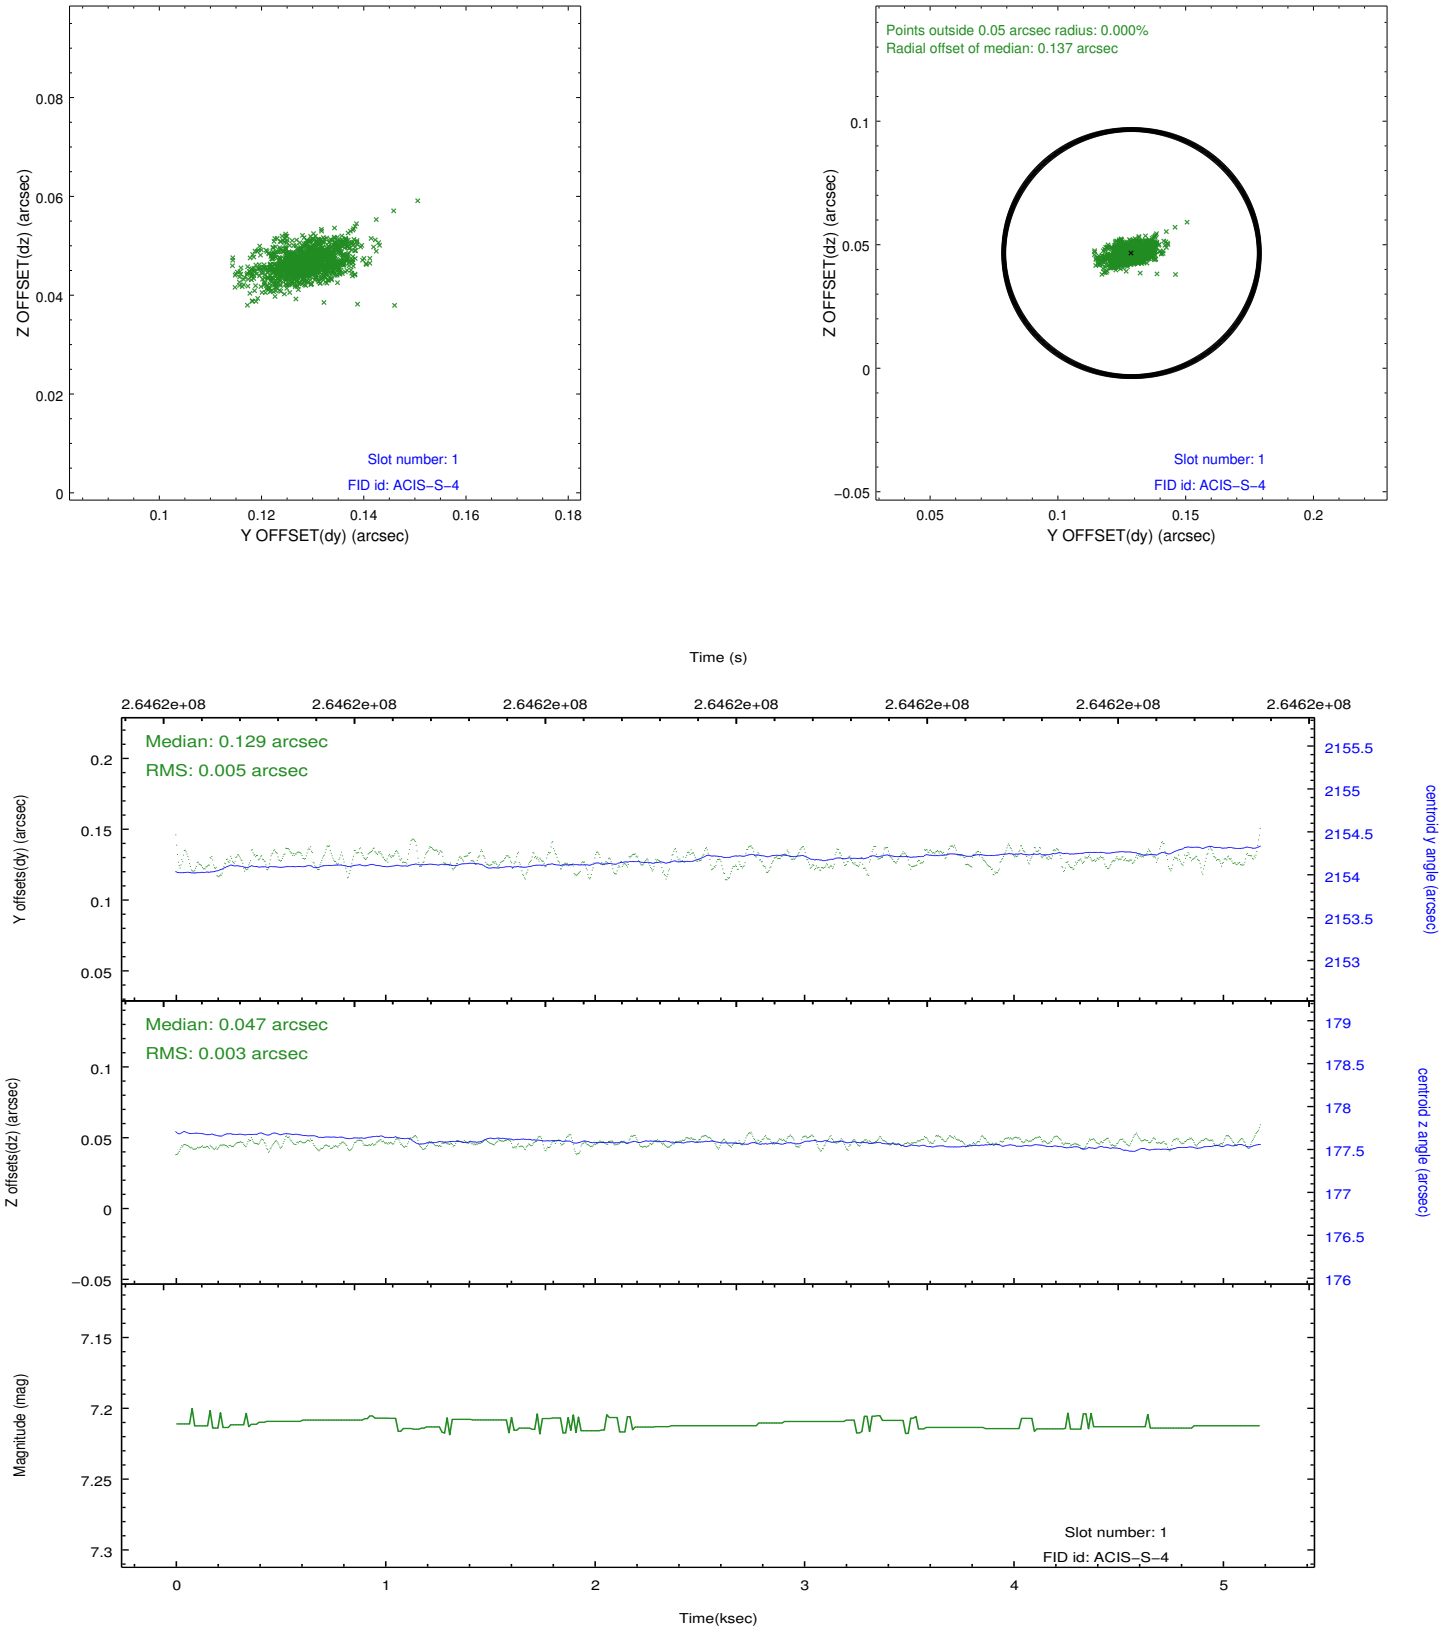 0.08
0.06
0.04
0.02
0
Z OFFSET(dz) (arcsec)
Slot number: 1
FID id: ACIS−S−4
0.1
0.12
0.14
0.16
0.18
Y OFFSET(dy) (arcsec)
Points outside 0.05 arcsec radius: 0.000%
Radial offset of median: 0.137 arcsec
0.1
0.05
0
−0.05
Z OFFSET(dz) (arcsec)
Slot number: 1
FID id: ACIS−S−4
0.05
0.1
0.15
0.2
Y OFFSET(dy) (arcsec)
Time (s)
2.6462e+08 2.6462e+08 2.6462e+08 2.6462e+08 2.6462e+08 2.6462e+08 2.6462e+08
Median: 0.129 arcsec
RMS: 0.005 arcsec
0.2
0.15
0.1
0.05
Y offsets(dy) (arcsec)
2155.5
2155
2154.5
2154
2153.5
2153
centroid y angle (arcsec)
Median: 0.047 arcsec
RMS: 0.003 arcsec
0.1
0.05
0
−0.05
Z offsets(dz) (arcsec)
179
178.5
178
177.5
177
176.5
176
centroid z angle (arcsec)
7.15
7.2
7.25
7.3
Magnitude (mag)
Slot number: 1
FID id: ACIS−S−4
0 1 2 3 4 5
Time(ksec)